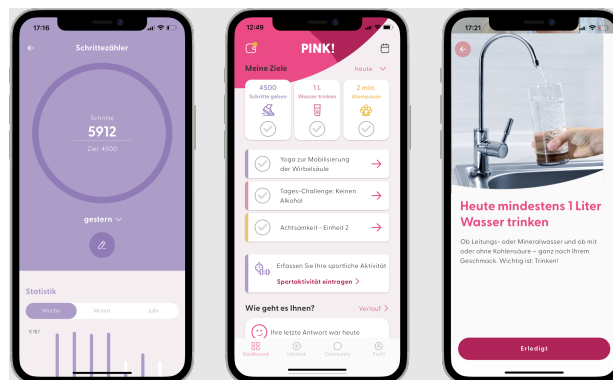 17:16
Schrittezähler
Schritte
5912
Ziel: 4500
gestern
Statistik
Woche
Monat
Jahr
9.767
12:49
PINK!
Meine Ziele
heute
4500
Schritte gehen
1 L
Wasser trinken
2 min.
Atempause
Yoga zur Mobilisierung
der Wirbelsäule
Tages-Challenge: Keinen
Alkohol
Achtsamkeit - Einheit 2
Erfassen Sie Ihre sportliche Aktivität
Sportaktivität eintragen
Wie geht es Ihnen?
Verlauf
Ihre letzte Antwort war heute
Dashboard
Inhalten
Community
Profil
17:21
Heute mindestens 1 Liter
Wasser trinken
Ob Leitungs- oder Mineralwasser und ob mit
oder ohne Kohlensäure – ganz nach Ihrem
Geschmack. Wichtig ist: Trinken!
Erledigt